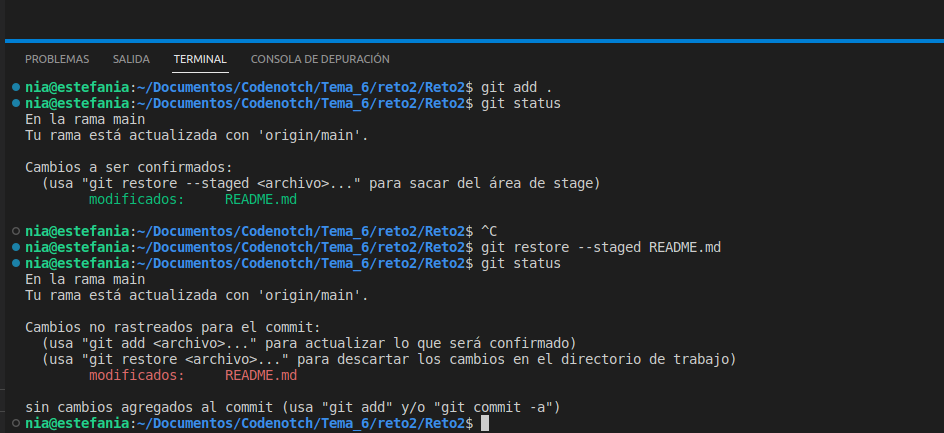 PROBLEMAS SALIDA TERMINAL CONSOLA DE DEPURACIÓN
nia@estefania:~/Documentos/Codenotch/Tema_6/reto2/Reto2$ git add .
nia@estefania:~/Documentos/Codenotch/Tema_6/reto2/Reto2$ git status
En la rama main
Tu rama está actualizada con 'origin/main'.
Cambios a ser confirmados:
(usa "git restore --staged <archivo>..." para sacar del área de stage)
modificados: README.md
nia@estefania:~/Documentos/Codenotch/Tema_6/reto2/Reto2$ ^C
nia@estefania:~/Documentos/Codenotch/Tema_6/reto2/Reto2$ git restore --staged README.md
nia@estefania:~/Documentos/Codenotch/Tema_6/reto2/Reto2$ git status
En la rama main
Tu rama está actualizada con 'origin/main'.
Cambios no rastreados para el commit:
(usa "git add <archivo>..." para actualizar lo que será confirmado)
(usa "git restore <archivo>..." para descartar los cambios en el directorio de trabajo)
modificados: README.md
sin cambios agregados al commit (usa "git add" y/o "git commit -a")
nia@estefania:~/Documentos/Codenotch/Tema_6/reto2/Reto2$